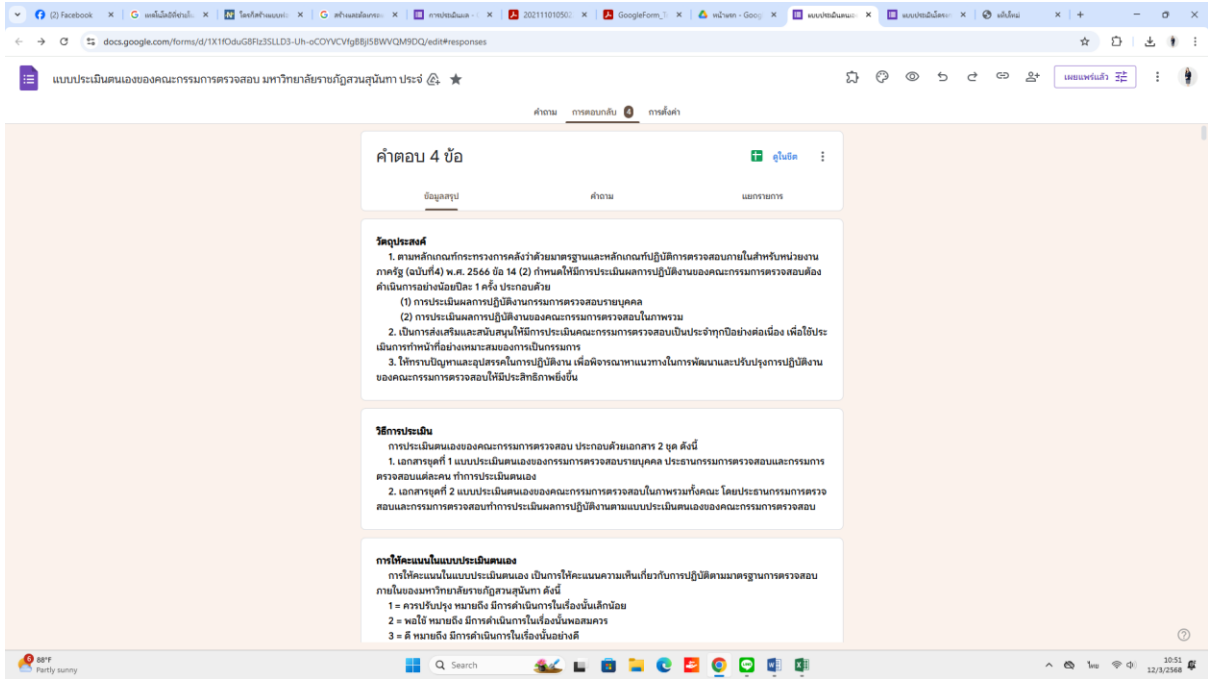 (2) Facebook
20211101050
GoogleForm_T
docs.google.com/forms/d/1X1fOduG8FIz3SLLD3-Uh-oCOYVCVfgBBjI5BWVQM9DQ/edit#responses
แบบประเมินตนเองของคณะกรรมการตรวจสอบ มหาวิทยาลัยราชภัฏสวนสุนันทา ประจํ
เผยแพร่แล้ว
คำถาม การตอบกลับ 4 การตั้งค่า
คำตอบ 4 ข้อ
ดูในชีต
ข้อมูลสรุป คำถาม แยกรายการ
วัตถุประสงค์
1. ตามหลักเกณฑ์กระทรวงการคลังว่าด้วยมาตรฐานและหลักเกณฑ์ปฏิบัติการตรวจสอบภายในสำหรับหน่วยงาน
ภาครัฐ (ฉบับที่4) พ.ศ. 2566 ข้อ 14 (2) กำหนดให้มีการประเมินผลการปฏิบัติงานของคณะกรรมการตรวจสอบต้อง
ดำเนินการอย่างน้อยปีละ 1 ครั้ง ประกอบด้วย
(1) การประเมินผลการปฏิบัติงานกรรมการตรวจสอบรายบุคคล
(2) การประเมินผลการปฏิบัติงานของคณะกรรมการตรวจสอบในภาพรวม
2. เป็นการส่งเสริมและสนับสนุนให้มีการประเมินคณะกรรมการตรวจสอบเป็นประจำทุกปีอย่างต่อเนื่อง เพื่อใช้ประ
เมินการทำหน้าที่อย่างเหมาะสมของการเป็นกรรมการ
3. ให้ทราบปัญหาและอุปสรรคในการปฏิบัติงาน เพื่อพิจารณาหาแนวทางในการพัฒนาและปรับปรุงการปฏิบัติงาน
ของคณะกรรมการตรวจสอบให้มีประสิทธิภาพยิ่งขึ้น
วิธีการประเมิน
การประเมินตนเองของคณะกรรมการตรวจสอบ ประกอบด้วยเอกสาร 2 ชุด ดังนี้
1. เอกสารชุดที่ 1 แบบประเมินตนเองของกรรมการตรวจสอบรายบุคคล ประธานกรรมการตรวจสอบและกรรมการ
ตรวจสอบแต่ละคน ทำการประเมินตนเอง
2. เอกสารชุดที่ 2 แบบประเมินตนเองของคณะกรรมการตรวจสอบในภาพรวมทั้งคณะ โดยประธานกรรมการตรวจ
สอบและกรรมการตรวจสอบทำการประเมินผลการปฏิบัติงานตามแบบประเมินตนเองของคณะกรรมการตรวจสอบ
การให้คะแนนในแบบประเมินตนเอง
การให้คะแนนในแบบประเมินตนเอง เป็นการให้คะแนนความเห็นเกี่ยวกับการปฏิบัติตามมาตรฐานการตรวจสอบ
ภายในของมหาวิทยาลัยราชภัฏสวนสุนันทา ดังนี้
1 = ควรปรับปรุง หมายถึง มีการดำเนินการในเรื่องนั้นเล็กน้อย
2 = พอใช้ หมายถึง มีการดำเนินการในเรื่องนั้นพอสมควร
3 = ดี หมายถึง มีการดำเนินการในเรื่องนั้นอย่างดี
88°F
Partly sunny
Search
ไทย
10:51
12/3/2568